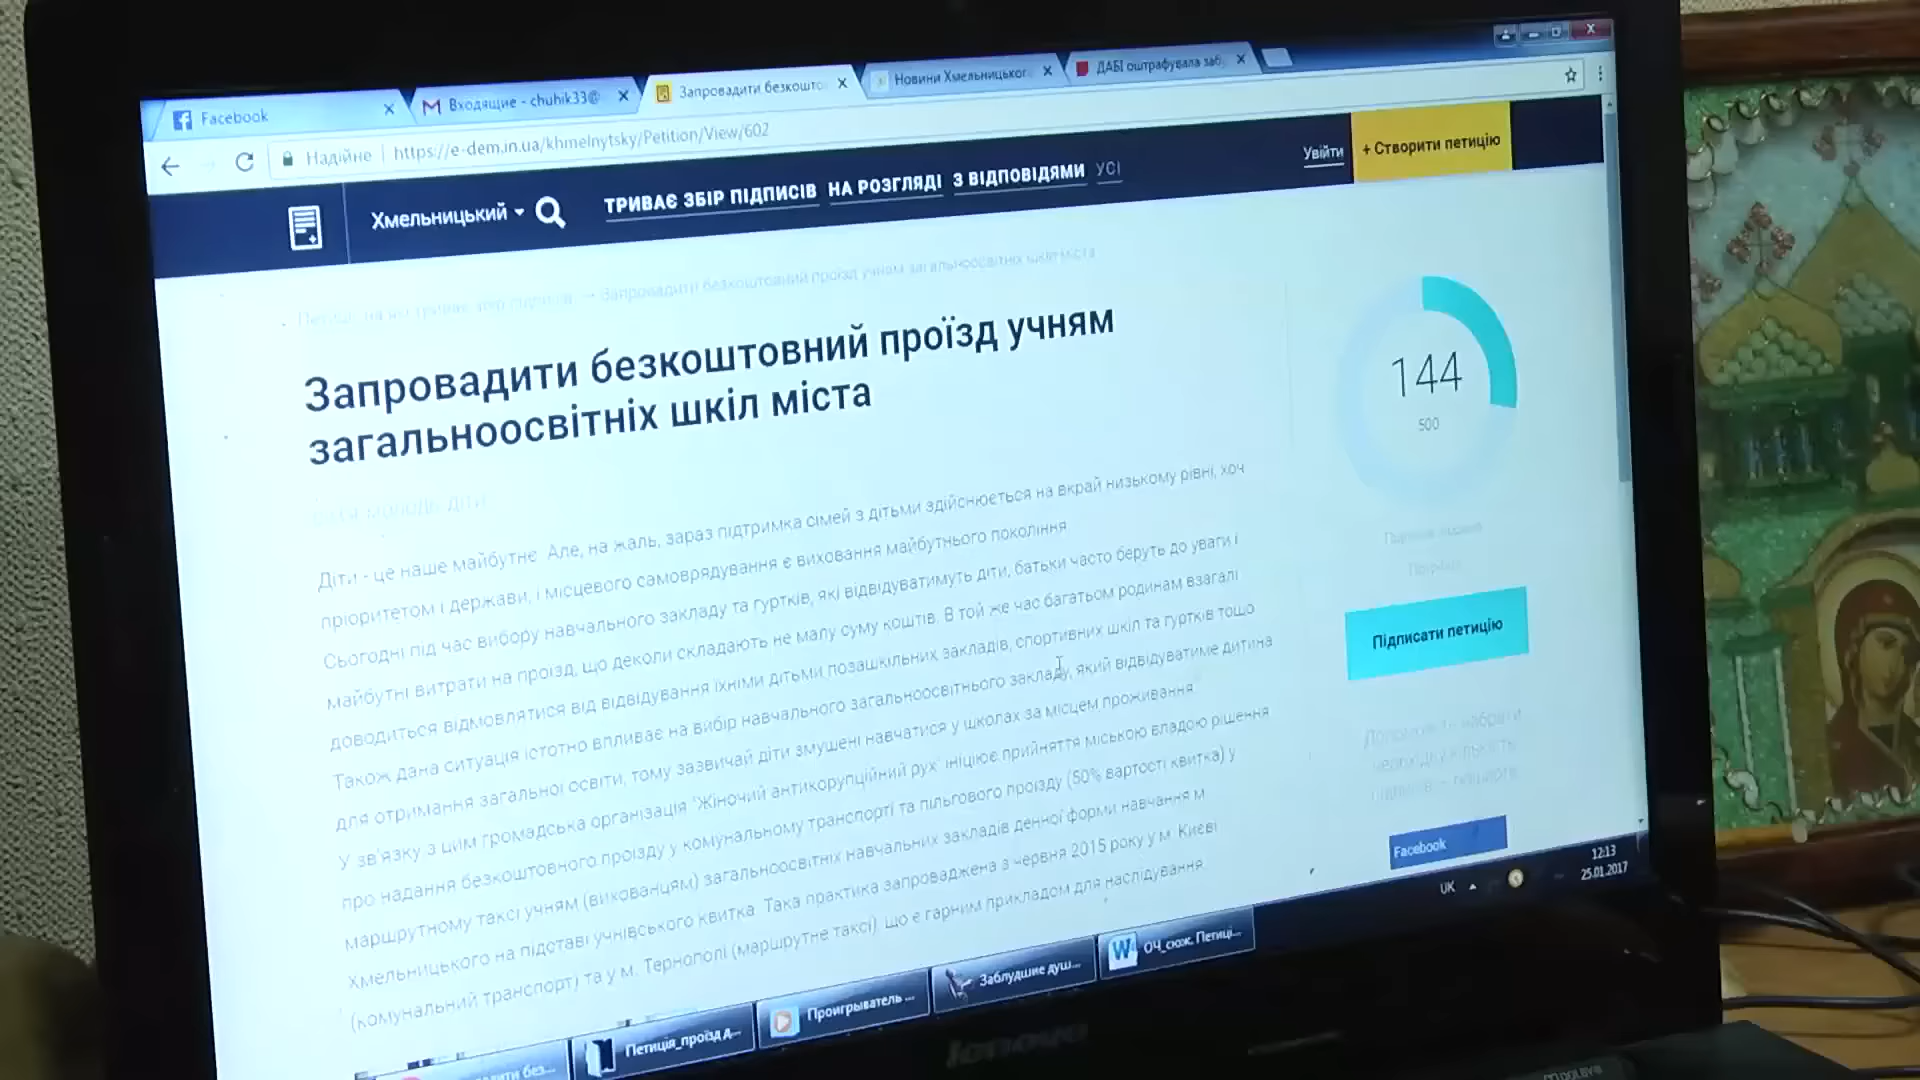 Facebook
Входящие - chuhik33@
Запровадити безкошто
Новини Хмельницьког
ДАБІ оштрафувала заб
Надійне
https://e-dem.in.ua/khmelnytsky/Petition/View/602
Хмельницький
ТРИВАЄ ЗБІР ПІДПИСІВ
НА РОЗГЛЯДІ
З ВІДПОВІДЯМИ
УСІ
Увійти
+ Створити петицію
Запровадити безкоштовний проїзд учням загальноосвітніх шкіл міста
Запровадити безкоштовний проїзд учням
загальноосвітніх шкіл міста
144
500
Діти - це наше майбутнє. Але, на жаль, зараз підтримка сімей з дітьми здійснюється на вкрай низькому рівні, хоч
пріоритетом і держави, і місцевого самоврядування є виховання майбутнього покоління.
Сьогодні під час вибору навчального закладу та гуртків, які відвідуватимуть діти, батьки часто беруть до уваги і
майбутні витрати на проїзд, що деколи складають не малу суму коштів. В той же час багатьом родинам взагалі
доводиться відмовлятися від відвідування їхніми дітьми позашкільних закладів, спортивних шкіл та гуртків тощо.
Також дана ситуація істотно впливає на вибір навчального загальноосвітнього закладу, який відвідуватиме дитина
для отримання загальної освіти, тому зазвичай діти змушені навчатися у школах за місцем проживання.
У зв'язку з цим громадська організація "Жіночий антикорупційний рух" ініціює прийняття міською владою рішення
про надання безкоштовного проїзду у комунальному транспорті та пільгового проїзду (50% вартості квитка) у
маршрутному таксі учням (вихованцям) загальноосвітніх навчальних закладів денної форми навчання м.
Хмельницького на підставі учнівського квитка. Така практика запроваджена з червня 2015 року у м. Києві
(комунальний транспорт) та у м. Тернополі (маршрутне таксі), що є гарним прикладом для наслідування.
Підписати петицію
Facebook
Петиція_проїзд д...
Проигрыватель ...
Заблудшие душ...
ОЧ_сюж. Петиці...
UK
12:13
25.01.2017
lenovo